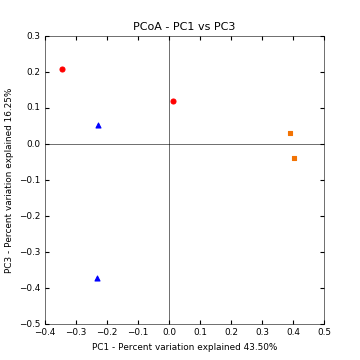 PCoA - PC1 vs PC3
0.3
0.2
0.1
0.0
−0.1
−0.2
−0.3
−0.4
−0.5
PC3 - Percent variation explained 16.25%
−0.4 −0.3 −0.2 −0.1 0.0 0.1 0.2 0.3 0.4 0.5
PC1 - Percent variation explained 43.50%